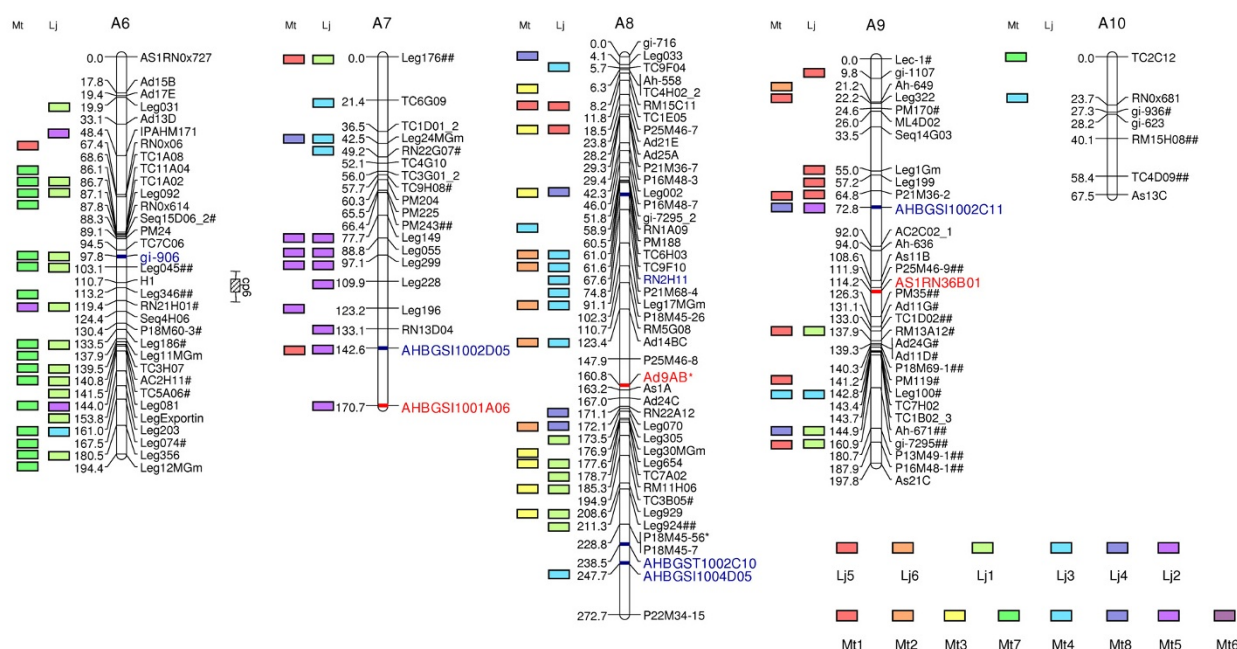 Mt Lj A6
0.0 AS1RN0x727
17.8 Ad15B
19.4 Ad17E
19.9 Leg031
33.1 Ad13D
48.4 IPAHM171
67.4 RN0x06
68.6 TC1A08
86.1 TC11A04
86.7 TC1A02
87.1 Leg092
87.8 RN0x614
88.3 Seq15D06_2#
89.1 PM24
94.5 TC7C06
97.8 gi-906
103.1 Leg045##
110.7 H1
113.2 Leg346##
119.4 RN21H01#
124.4 Seq4H06
130.4 P18M60-3#
133.5 Leg186#
137.9 Leg11MGm
139.5 TC3H07
140.8 AC2H11#
141.5 TC5A06#
144.0 Leg081
153.8 LegExportin
161.0 Leg203
167.5 Leg074#
180.5 Leg356
194.4 Leg12MGm
Mt Lj A7
0.0 Leg176##
21.4 TC6G09
36.5 TC1D01_2
42.5 Leg24MGm
49.2 RN22G07#
52.1 TC4G10
56.0 TC3G01_2
57.7 TC9H08#
60.3 PM204
65.5 PM225
66.4 PM243##
77.7 Leg149
88.8 Leg055
97.1 Leg299
109.9 Leg228
123.2 Leg196
133.1 RN13D04
142.6 AHBGSI1002D05
170.7 AHBGSI1001A06
Mt Lj A8
0.0 gi-716
4.1 Leg033
5.7 TC9F04
6.3 Ah-558
TC4H02_2
8.2 RM15C11
11.8 TC1E05
18.5 P25M46-7
23.8 Ad21E
28.2 Ad25A
29.3 P21M36-7
29.4 P16M48-3
42.3 Leg002
46.0 P16M48-7
51.8 gi-7295_2
58.9 RN1A09
60.5 PM188
61.0 TC6H03
61.6 TC9F10
67.6 RN2H11
74.8 P21M68-4
91.1 Leg17MGm
102.3 P18M45-26
110.7 RM5G08
123.4 Ad14BC
147.9 P25M46-8
160.8 Ad9AB*
163.2 As1A
167.0 Ad24C
171.1 RN22A12
172.1 Leg070
173.5 Leg305
176.9 Leg30MGm
177.6 Leg654
178.7 TC7A02
185.3 RM11H06
194.9 TC3B05#
208.6 Leg929
211.3 Leg924##
228.8 P18M45-56*
P18M45-7
238.5 AHBGST1002C10
247.7 AHBGSI1004D05
272.7 P22M34-15
Mt Lj A9
0.0 Lec-1#
9.8 gi-1107
21.2 Ah-649
22.2 Leg322
24.6 PM170#
26.0 ML4D02
33.5 Seq14G03
55.0 Leg1Gm
57.2 Leg199
64.8 P21M36-2
72.8 AHBGSI1002C11
92.0 AC2C02_1
94.0 Ah-636
108.6 As11B
111.9 P25M46-9##
114.2 AS1RN36B01
126.3 PM35##
131.1 Ad11G#
133.0 TC1D02##
137.9 RM13A12#
139.3 Ad24G#
Ad11D#
140.3 P18M69-1##
141.2 PM119#
142.8 Leg100#
143.4 TC7H02
143.7 TC1B02_3
144.9 Ah-671##
160.9 gi-7295##
180.7 P13M49-1##
187.9 P16M48-1##
197.8 As21C
Mt Lj A10
0.0 TC2C12
23.7 RN0x681
27.3 gi-936#
28.2 gi-623
40.1 RM15H08##
58.4 TC4D09##
67.5 As13C
Lj5 Lj6 Lj1 Lj3 Lj4 Lj2
Mt1 Mt2 Mt3 Mt7 Mt4 Mt8 Mt5 Mt6